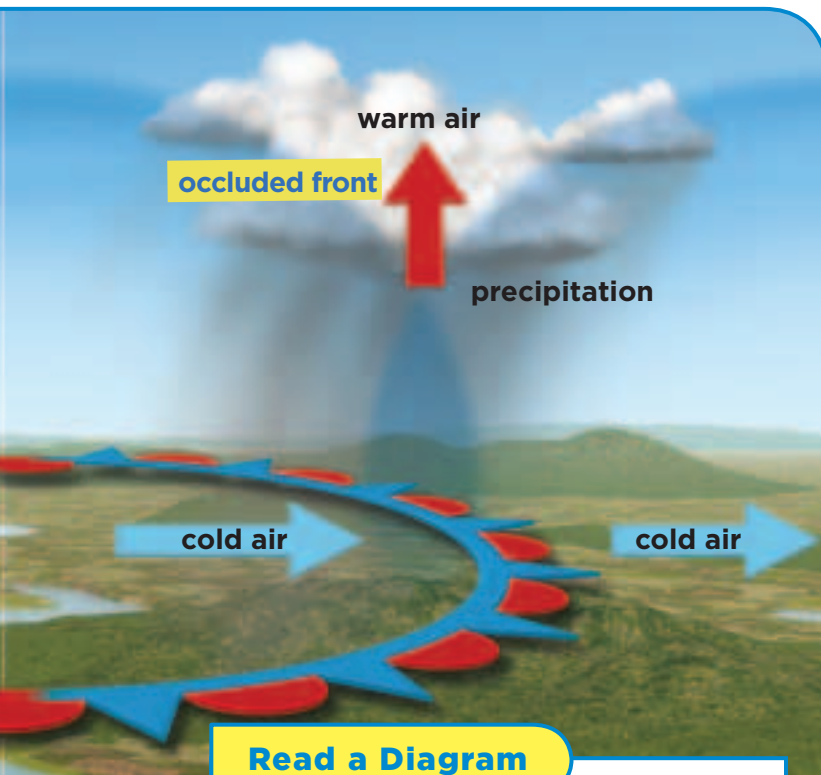 warm air
occluded front
precipitation
cold air
cold air
Read a Diagram